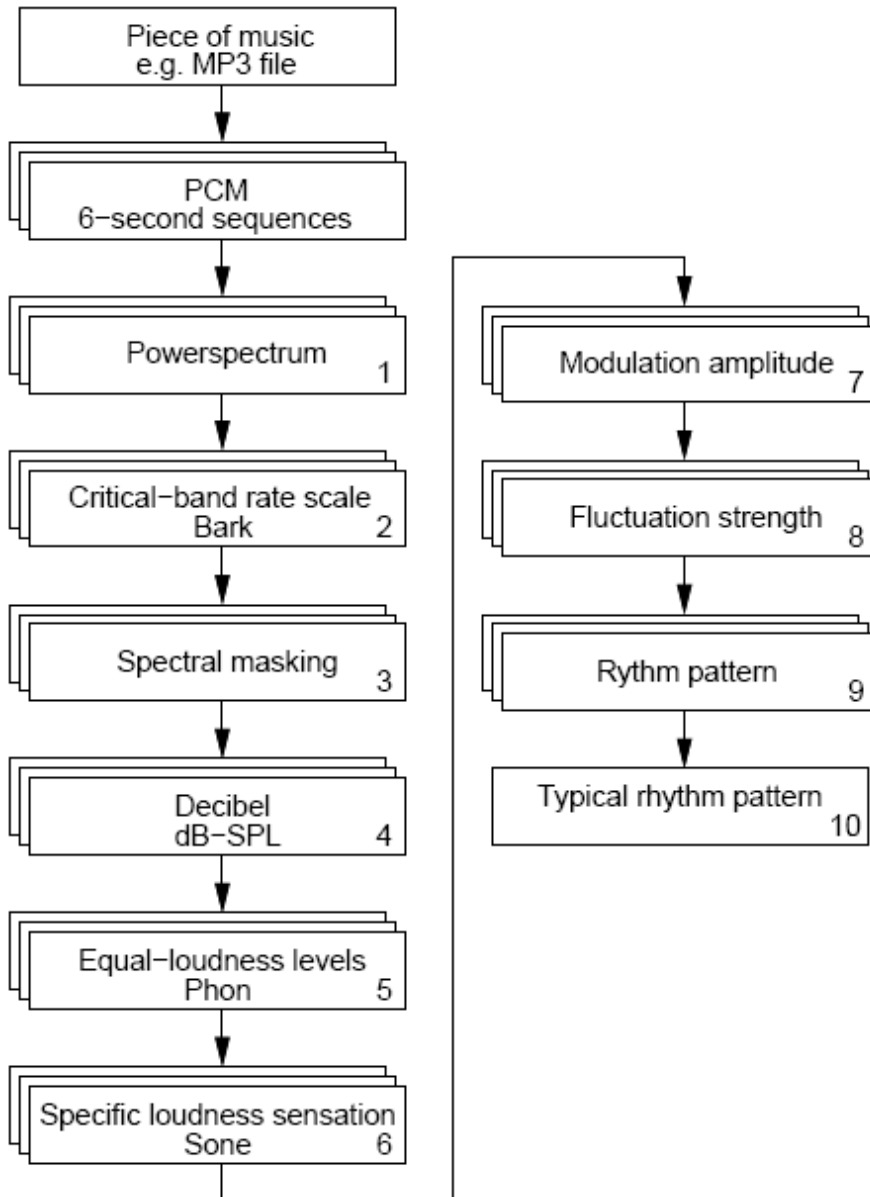 Piece of music
e.g. MP3 file
PCM
6-second sequences
Powerspectrum
1
Critical-band rate scale
Bark
2
Spectral masking
3
Decibel
dB-SPL
4
Equal-loudness levels
Phon
5
Specific loudness sensation
Sone
6
Modulation amplitude
7
Fluctuation strength
8
Rythm pattern
9
Typical rhythm pattern
10